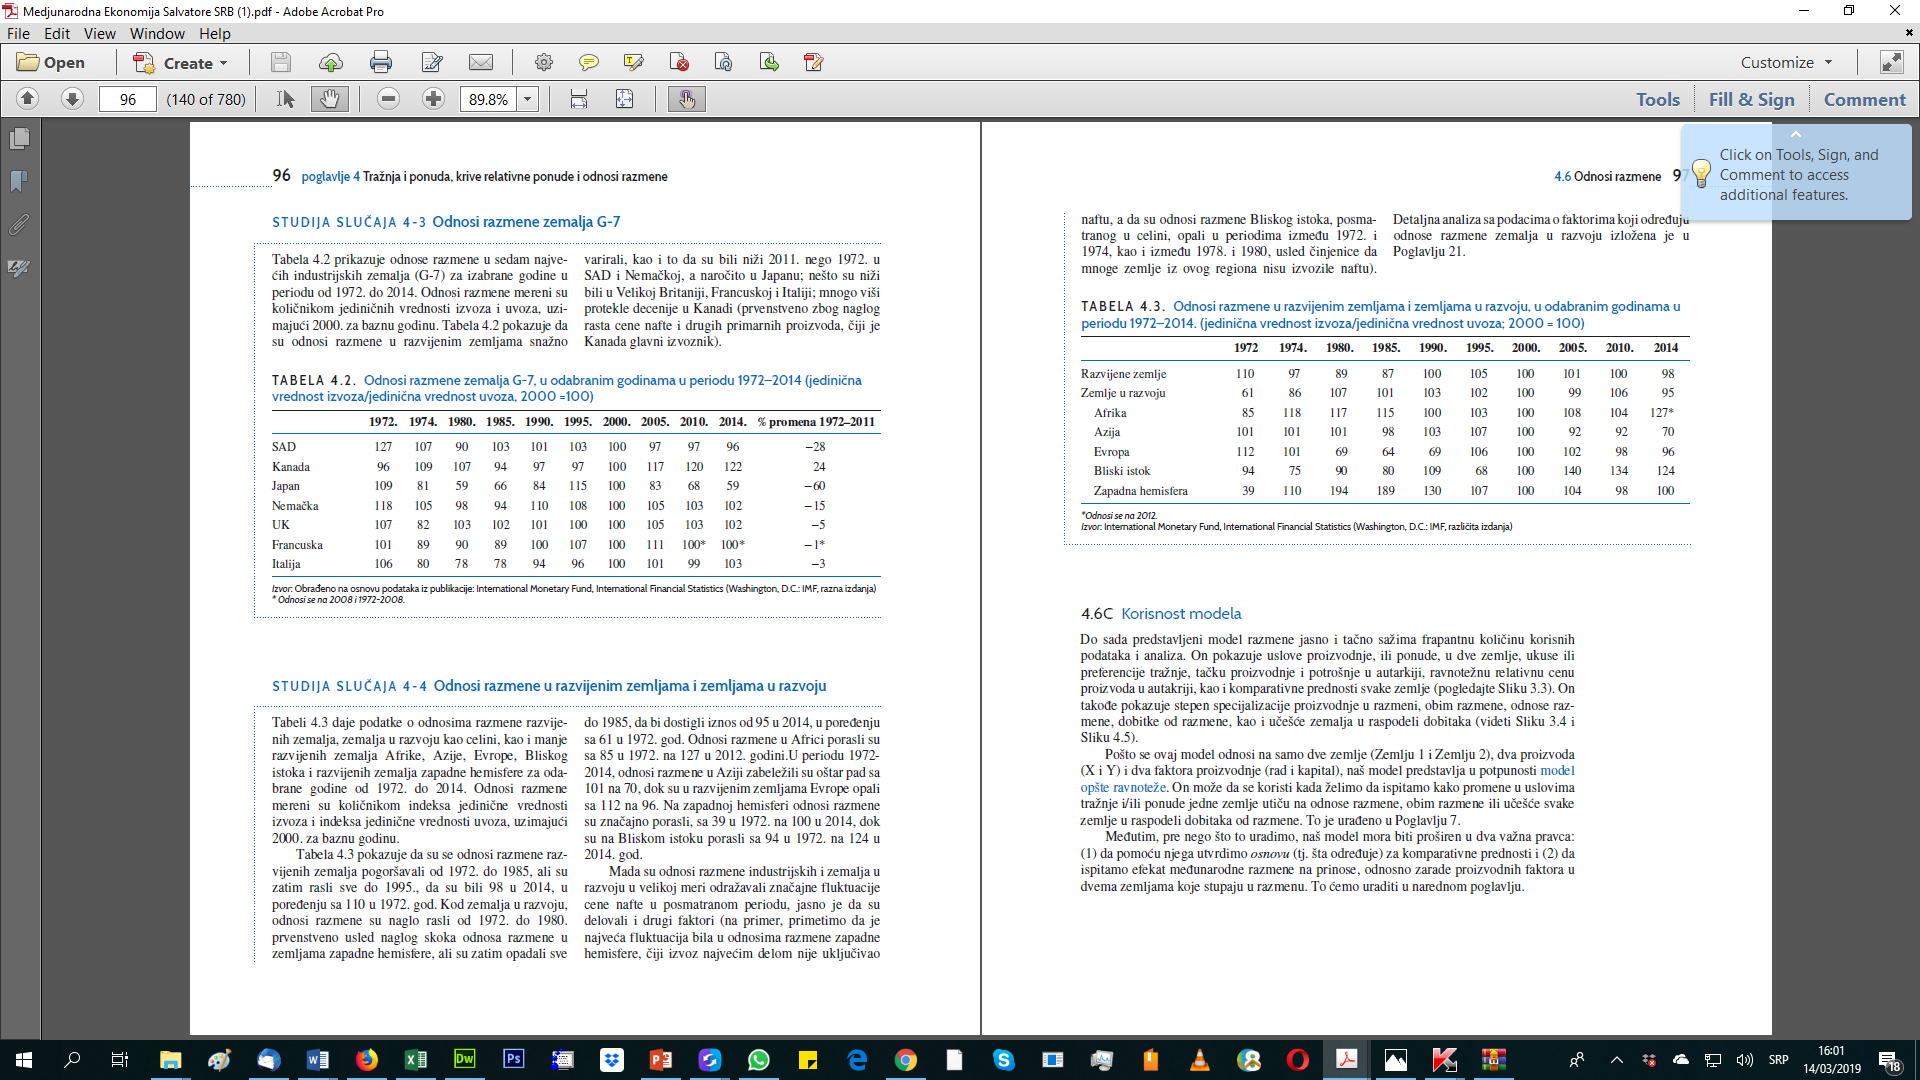 Medjunarodna Ekonomija Salvatore SRB (1).pdf - Adobe Acrobat Pro
File Edit View Window Help
Open Create Customize
96 (140 of 780) 89.8% Tools Fill & Sign Comment
96 poglavlje 4 Tražnja i ponuda, krive relativne ponude i odnosi razmene
STUDIJA SLUČAJA 4-3 Odnosi razmene zemalja G-7
Tabela 4.2 prikazuje odnose razmene u sedam najve-
ćih industrijskih zemalja (G-7) za izabrane godine u
periodu od 1972. do 2014. Odnosi razmene mereni su
količnikom jediničnih vrednosti izvoza i uvoza, uzi-
majući 2000. za baznu godinu. Tabela 4.2 pokazuje da
su odnosi razmene u razvijenim zemljama snažno
varirali, kao i to da su bili niži 2011. nego 1972. u
SAD i Nemačkoj, a naročito u Japanu; nešto su niži
bili u Velikoj Britaniji, Francuskoj i Italiji; mnogo viši
protekle decenije u Kanadi (prvenstveno zbog naglog
rasta cene nafte i drugih primarnih proizvoda, čiji je
Kanada glavni izvoznik).
TABELA 4.2. Odnosi razmene zemalja G-7, u odabranim godinama u periodu 1972–2014 (jedinična
vrednost izvoza/jedinična vrednost uvoza, 2000 =100)
1972. 1974. 1980. 1985. 1990. 1995. 2000. 2005. 2010. 2014. % promena 1972–2011
SAD 127 107 90 103 101 103 100 97 97 96 −28
Kanada 96 109 107 94 97 97 100 117 120 122 24
Japan 109 81 59 66 84 115 100 83 68 59 −60
Nemačka 118 105 98 94 110 108 100 105 103 102 −15
UK 107 82 103 102 101 100 100 105 103 102 −5
Francuska 101 89 90 89 100 107 100 111 100* 100* −1*
Italija 106 80 78 78 94 96 100 101 99 103 −3
Izvor: Obrađeno na osnovu podataka iz publikacije: International Monetary Fund, International Financial Statistics (Washington, D.C.: IMF, razna izdanja)
* Odnosi se na 2008 i 1972-2008.
STUDIJA SLUČAJA 4-4 Odnosi razmene u razvijenim zemljama i zemljama u razvoju
Tabeli 4.3 daje podatke o odnosima razmene razvije-
nih zemalja, zemalja u razvoju kao celini, kao i manje
razvijenih zemalja Afrike, Azije, Evrope, Bliskog
istoka i razvijenih zemalja zapadne hemisfere za oda-
brane godine od 1972. do 2014. Odnosi razmene
mereni su količnikom indeksa jedinične vrednosti
izvoza i indeksa jedinične vrednosti uvoza, uzimajući
2000. za baznu godinu.
Tabela 4.3 pokazuje da su se odnosi razmene raz-
vijenih zemalja pogoršavali od 1972. do 1985, ali su
zatim rasli sve do 1995., da su bili 98 u 2014, u
poređenju sa 110 u 1972. god. Kod zemalja u razvoju,
odnosi razmene su naglo rasli od 1972. do 1980.
prvenstveno usled naglog skoka odnosa razmene u
zemljama zapadne hemisfere, ali su zatim opadali sve
do 1985, da bi dostigli iznos od 95 u 2014, u poređenju
sa 61 u 1972. god. Odnosi razmene u Africi porasli su
sa 85 u 1972. na 127 u 2012. godini.U periodu 1972-
2014, odnosi razmene u Aziji zabeležili su oštar pad sa
101 na 70, dok su u razvijenim zemljama Evrope opali
sa 112 na 96. Na zapadnoj hemisferi odnosi razmene
su značajno porasli, sa 39 u 1972. na 100 u 2014, dok
su na Bliskom istoku porasli sa 94 u 1972. na 124 u
2014. god.
Mada su odnosi razmene industrijskih i zemalja u
razvoju u velikoj meri odražavali značajne fluktuacije
cene nafte u posmatranom periodu, jasno je da su
delovali i drugi faktori (na primer, primetimo da je
najveća fluktuacija bila u odnosima razmene zapadne
hemisfere, čiji izvoz najvećim delom nije uključivao
4.6 Odnosi razmene 97
Click on Tools, Sign, and
Comment to access
additional features.
naftu, a da su odnosi razmene Bliskog istoka, posma-
tranog u celini, opali u periodima između 1972. i
1974, kao i između 1978. i 1980, usled činjenice da
mnoge zemlje iz ovog regiona nisu izvozile naftu).
Detaljna analiza sa podacima o faktorima koji određuju
odnose razmene zemalja u razvoju izložena je u
Poglavlju 21.
TABELA 4.3. Odnosi razmene u razvijenim zemljama i zemljama u razvoju, u odabranim godinama u
periodu 1972–2014. (jedinična vrednost izvoza/jedinična vrednost uvoza; 2000 = 100)
1972 1974. 1980. 1985. 1990. 1995. 2000. 2005. 2010. 2014
Razvijene zemlje 110 97 89 87 100 105 100 101 100 98
Zemlje u razvoju 61 86 107 101 103 102 100 99 106 95
Afrika 85 118 117 115 100 103 100 108 104 127*
Azija 101 101 101 98 103 107 100 92 92 70
Evropa 112 101 69 64 69 106 100 102 98 96
Bliski istok 94 75 90 80 109 68 100 140 134 124
Zapadna hemisfera 39 110 194 189 130 107 100 104 98 100
*Odnosi se na 2012.
Izvor: International Monetary Fund, International Financial Statistics (Washington, D.C.: IMF, različita izdanja)
4.6C Korisnost modela
Do sada predstavljeni model razmene jasno i tačno sažima frapantnu količinu korisnih
podataka i analiza. On pokazuje uslove proizvodnje, ili ponude, u dve zemlje, ukuse ili
preferencije tražnje, tačku proizvodnje i potrošnje u autarkiji, ravnotežnu relativnu cenu
proizvoda u autakriji, kao i komparativne prednosti svake zemlje (pogledajte Sliku 3.3). On
takođe pokazuje stepen specijalizacije proizvodnje u razmeni, obim razmene, odnose raz-
mene, dobitke od razmene, kao i učešće zemalja u raspodeli dobitaka (videti Sliku 3.4 i
Sliku 4.5).
Pošto se ovaj model odnosi na samo dve zemlje (Zemlju 1 i Zemlju 2), dva proizvoda
(X i Y) i dva faktora proizvodnje (rad i kapital), naš model predstavlja u potpunosti model
opšte ravnoteže. On može da se koristi kada želimo da ispitamo kako promene u uslovima
tražnje i/ili ponude jedne zemlje utiču na odnose razmene, obim razmene ili učešće svake
zemlje u raspodeli dobitaka od razmene. To je urađeno u Poglavlju 7.
Međutim, pre nego što to uradimo, naš model mora biti proširen u dva važna pravca:
(1) da pomoću njega utvrdimo osnovu (tj. šta određuje) za komparativne prednosti i (2) da
ispitamo efekat međunarodne razmene na prinose, odnosno zarade proizvodnih faktora u
dvema zemljama koje stupaju u razmenu. To ćemo uraditi u narednom poglavlju.
SRP
16:01
14/03/2019
18